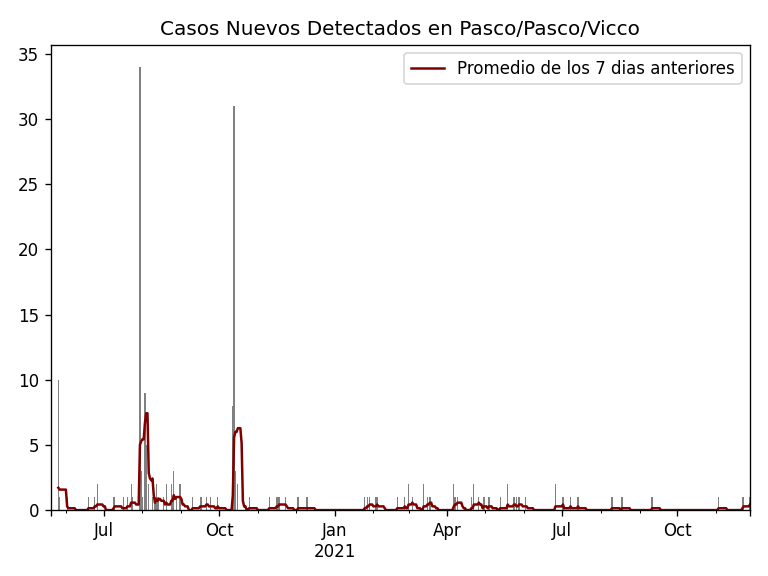 Casos Nuevos Detectados en Pasco/Pasco/Vicco
Promedio de los 7 dias anteriores
35
30
25
20
15
10
5
0
Jul
Oct
Jan
2021
Apr
Jul
Oct